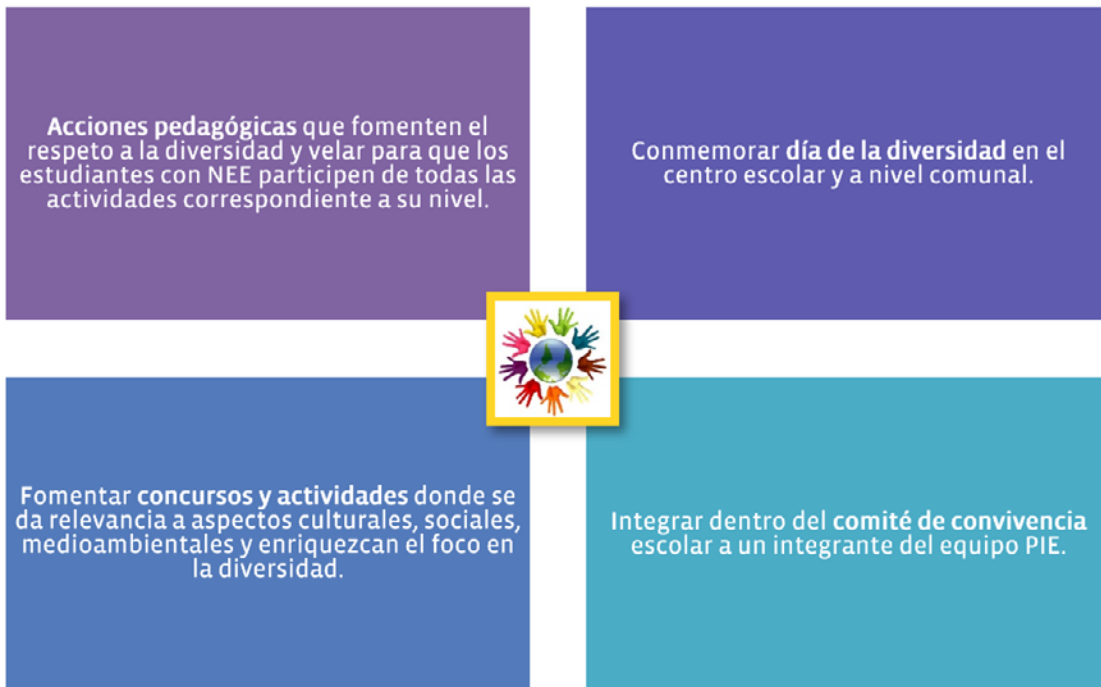 Acciones pedagógicas que fomenten el
respeto a la diversidad y velar para que los
estudiantes con NEE participen de todas las
actividades correspondiente a su nivel.
Conmemorar día de la diversidad en el
centro escolar y a nivel comunal.
Fomentar concursos y actividades donde se
da relevancia a aspectos culturales, sociales,
medioambientales y enriquezcan el foco en
la diversidad.
Integrar dentro del comité de convivencia
escolar a un integrante del equipo PIE.